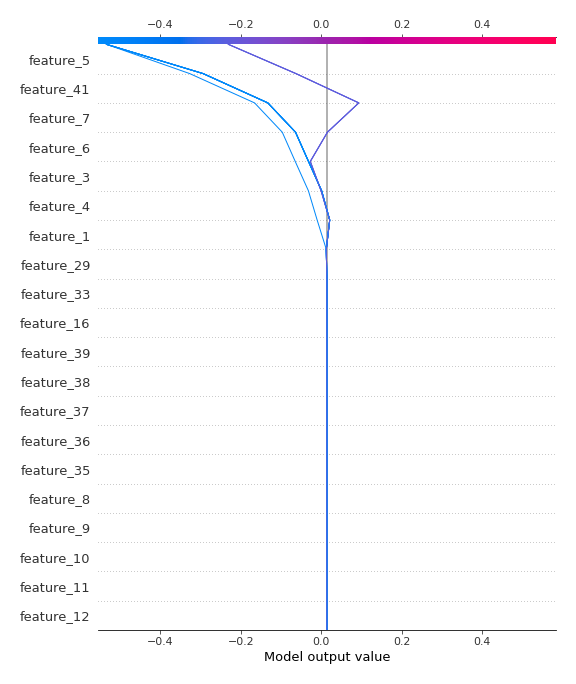 −0.4 −0.2 0.0 0.2 0.4
feature_5
feature_41
feature_7
feature_6
feature_3
feature_4
feature_1
feature_29
feature_33
feature_16
feature_39
feature_38
feature_37
feature_36
feature_35
feature_8
feature_9
feature_10
feature_11
feature_12
−0.4 −0.2 0.0 0.2 0.4
Model output value